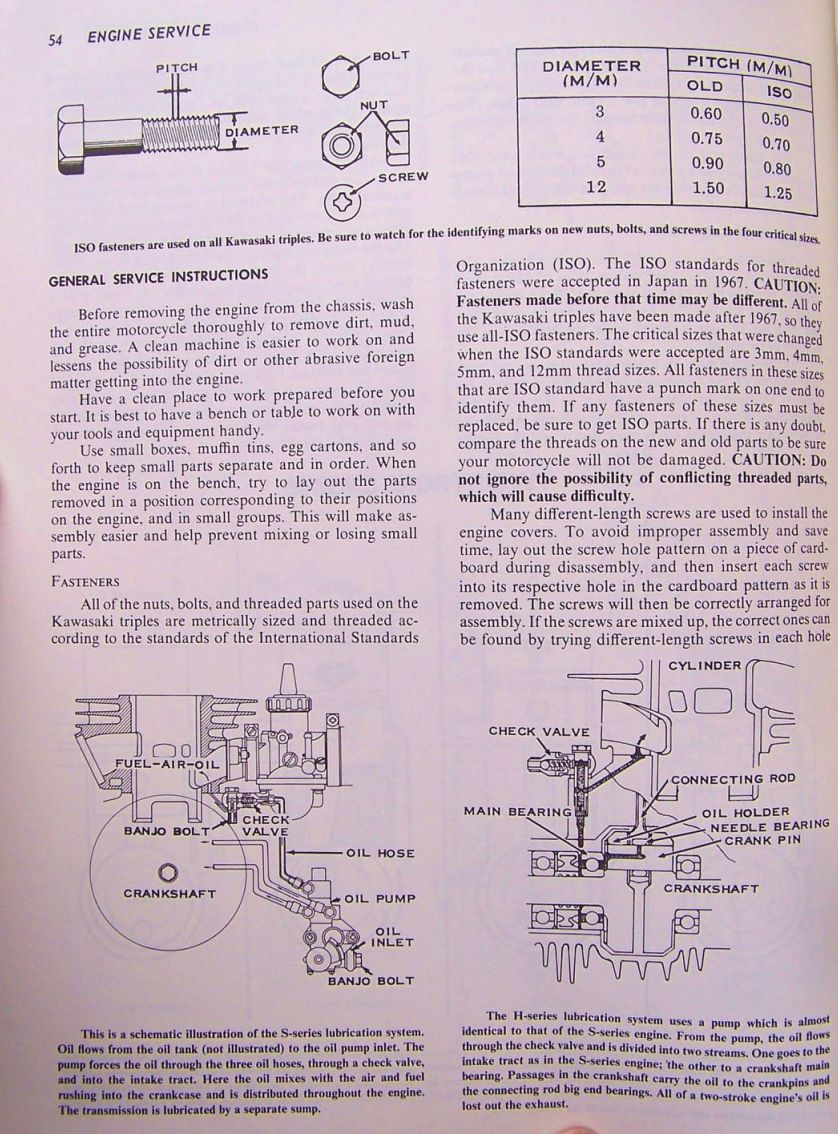 54 ENGINE SERVICE
PITCH
DIAMETER
BOLT
NUT
SCREW
DIAMETER (M/M) PITCH (M/M)
OLD ISO
3 0.60 0.50
4 0.75 0.70
5 0.90 0.80
12 1.50 1.25
ISO fasteners are used on all Kawasaki triples. Be sure to watch for the identifying marks on new nuts, bolts, and screws in the four critical sizes.
GENERAL SERVICE INSTRUCTIONS
Before removing the engine from the chassis, wash
the entire motorcycle thoroughly to remove dirt, mud,
and grease. A clean machine is easier to work on and
lessens the possibility of dirt or other abrasive foreign
matter getting into the engine.
Have a clean place to work prepared before you
start. It is best to have a bench or table to work on with
your tools and equipment handy.
Use small boxes, muffin tins, egg cartons, and so
forth to keep small parts separate and in order. When
the engine is on the bench, try to lay out the parts
removed in a position corresponding to their positions
on the engine, and in small groups. This will make as-
sembly easier and help prevent mixing or losing small
parts.
FASTENERS
All of the nuts, bolts, and threaded parts used on the
Kawasaki triples are metrically sized and threaded ac-
cording to the standards of the International Standards
Organization (ISO). The ISO standards for threaded
fasteners were accepted in Japan in 1967. CAUTION:
Fasteners made before that time may be different. All of
the Kawasaki triples have been made after 1967, so they
use all-ISO fasteners. The critical sizes that were changed
when the ISO standards were accepted are 3mm, 4mm,
5mm, and 12mm thread sizes. All fasteners in these sizes
that are ISO standard have a punch mark on one end to
identify them. If any fasteners of these sizes must be
replaced, be sure to get ISO parts. If there is any doubt,
compare the threads on the new and old parts to be sure
your motorcycle will not be damaged. CAUTION: Do
not ignore the possibility of conflicting threaded parts,
which will cause difficulty.
Many different-length screws are used to install the
engine covers. To avoid improper assembly and save
time, lay out the screw hole pattern on a piece of card-
board during disassembly, and then insert each screw
into its respective hole in the cardboard pattern as it is
removed. The screws will then be correctly arranged for
assembly. If the screws are mixed up, the correct ones can
be found by trying different-length screws in each hole
FUEL-AIR-OIL
BANJO BOLT
CHECK
VALVE
OIL HOSE
CRANKSHAFT
OIL PUMP
OIL
INLET
BANJO BOLT
This is a schematic illustration of the S-series lubrication system.
Oil flows from the oil tank (not illustrated) to the oil pump inlet. The
pump forces the oil through the three oil hoses, through a check valve,
and into the intake tract. Here the oil mixes with the air and fuel
rushing into the crankcase and is distributed throughout the engine.
The transmission is lubricated by a separate sump.
CYLINDER
CHECK VALVE
CONNECTING ROD
MAIN BEARING
OIL HOLDER
NEEDLE BEARING
CRANK PIN
CRANKSHAFT
The H-series lubrication system uses a pump which is almost
identical to that of the S-series engine. From the pump, the oil flows
through the check valve and is divided into two streams. One goes to the
intake tract as in the S-series engine; the other to a crankshaft main
bearing. Passages in the crankshaft carry the oil to the crankpins and
the connecting rod big end bearings. All of a two-stroke engine's oil is
lost out the exhaust.